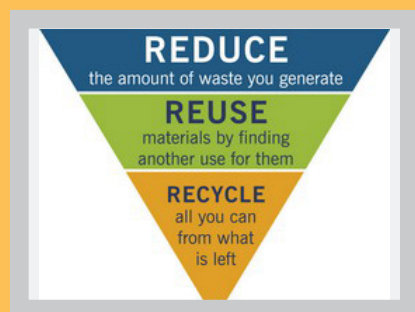 REDUCE
the amount of waste you generate
REUSE
materials by finding
another use for them
RECYCLE
all you can
from what
is left